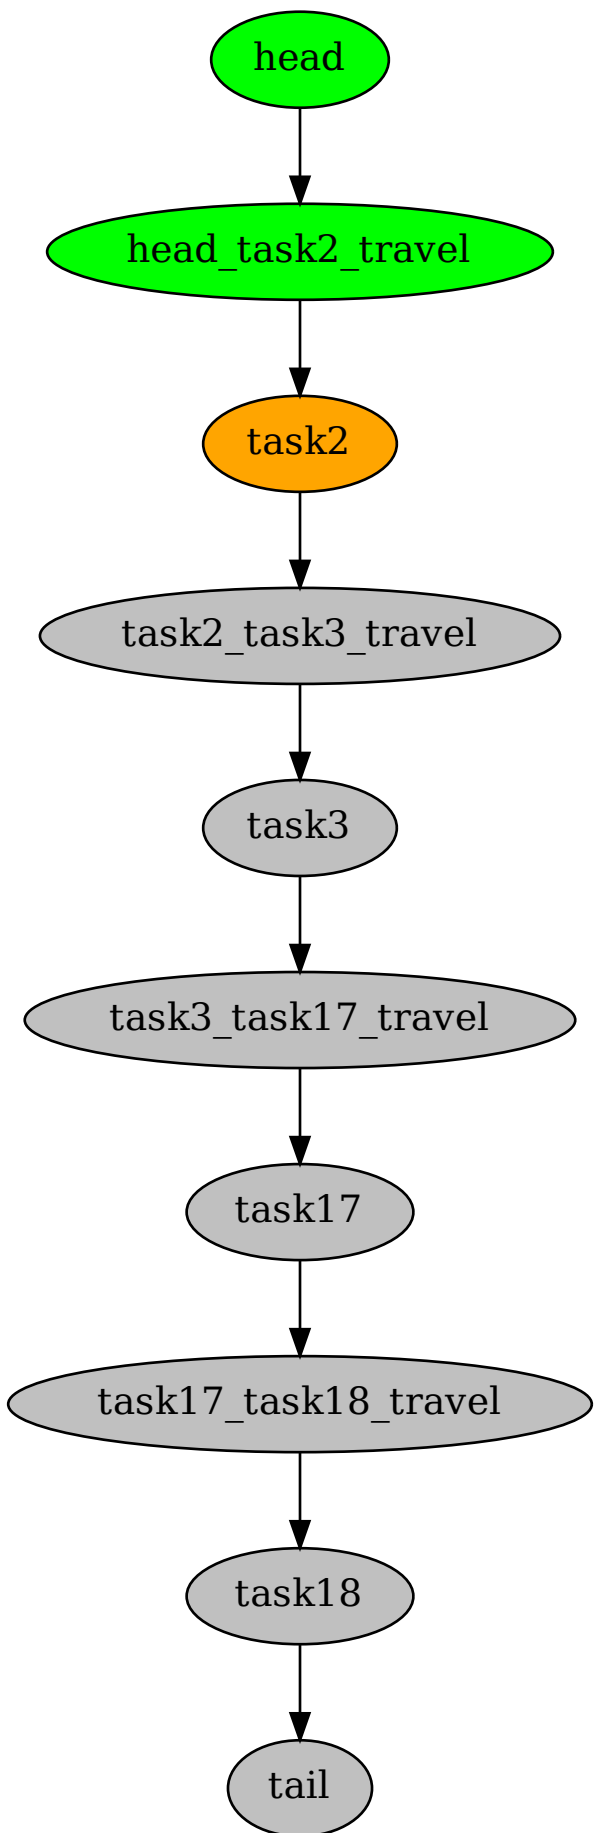 head
head_task2_travel
task2
task2_task3_travel
task3
task3_task17_travel
task17
task17_task18_travel
task18
tail